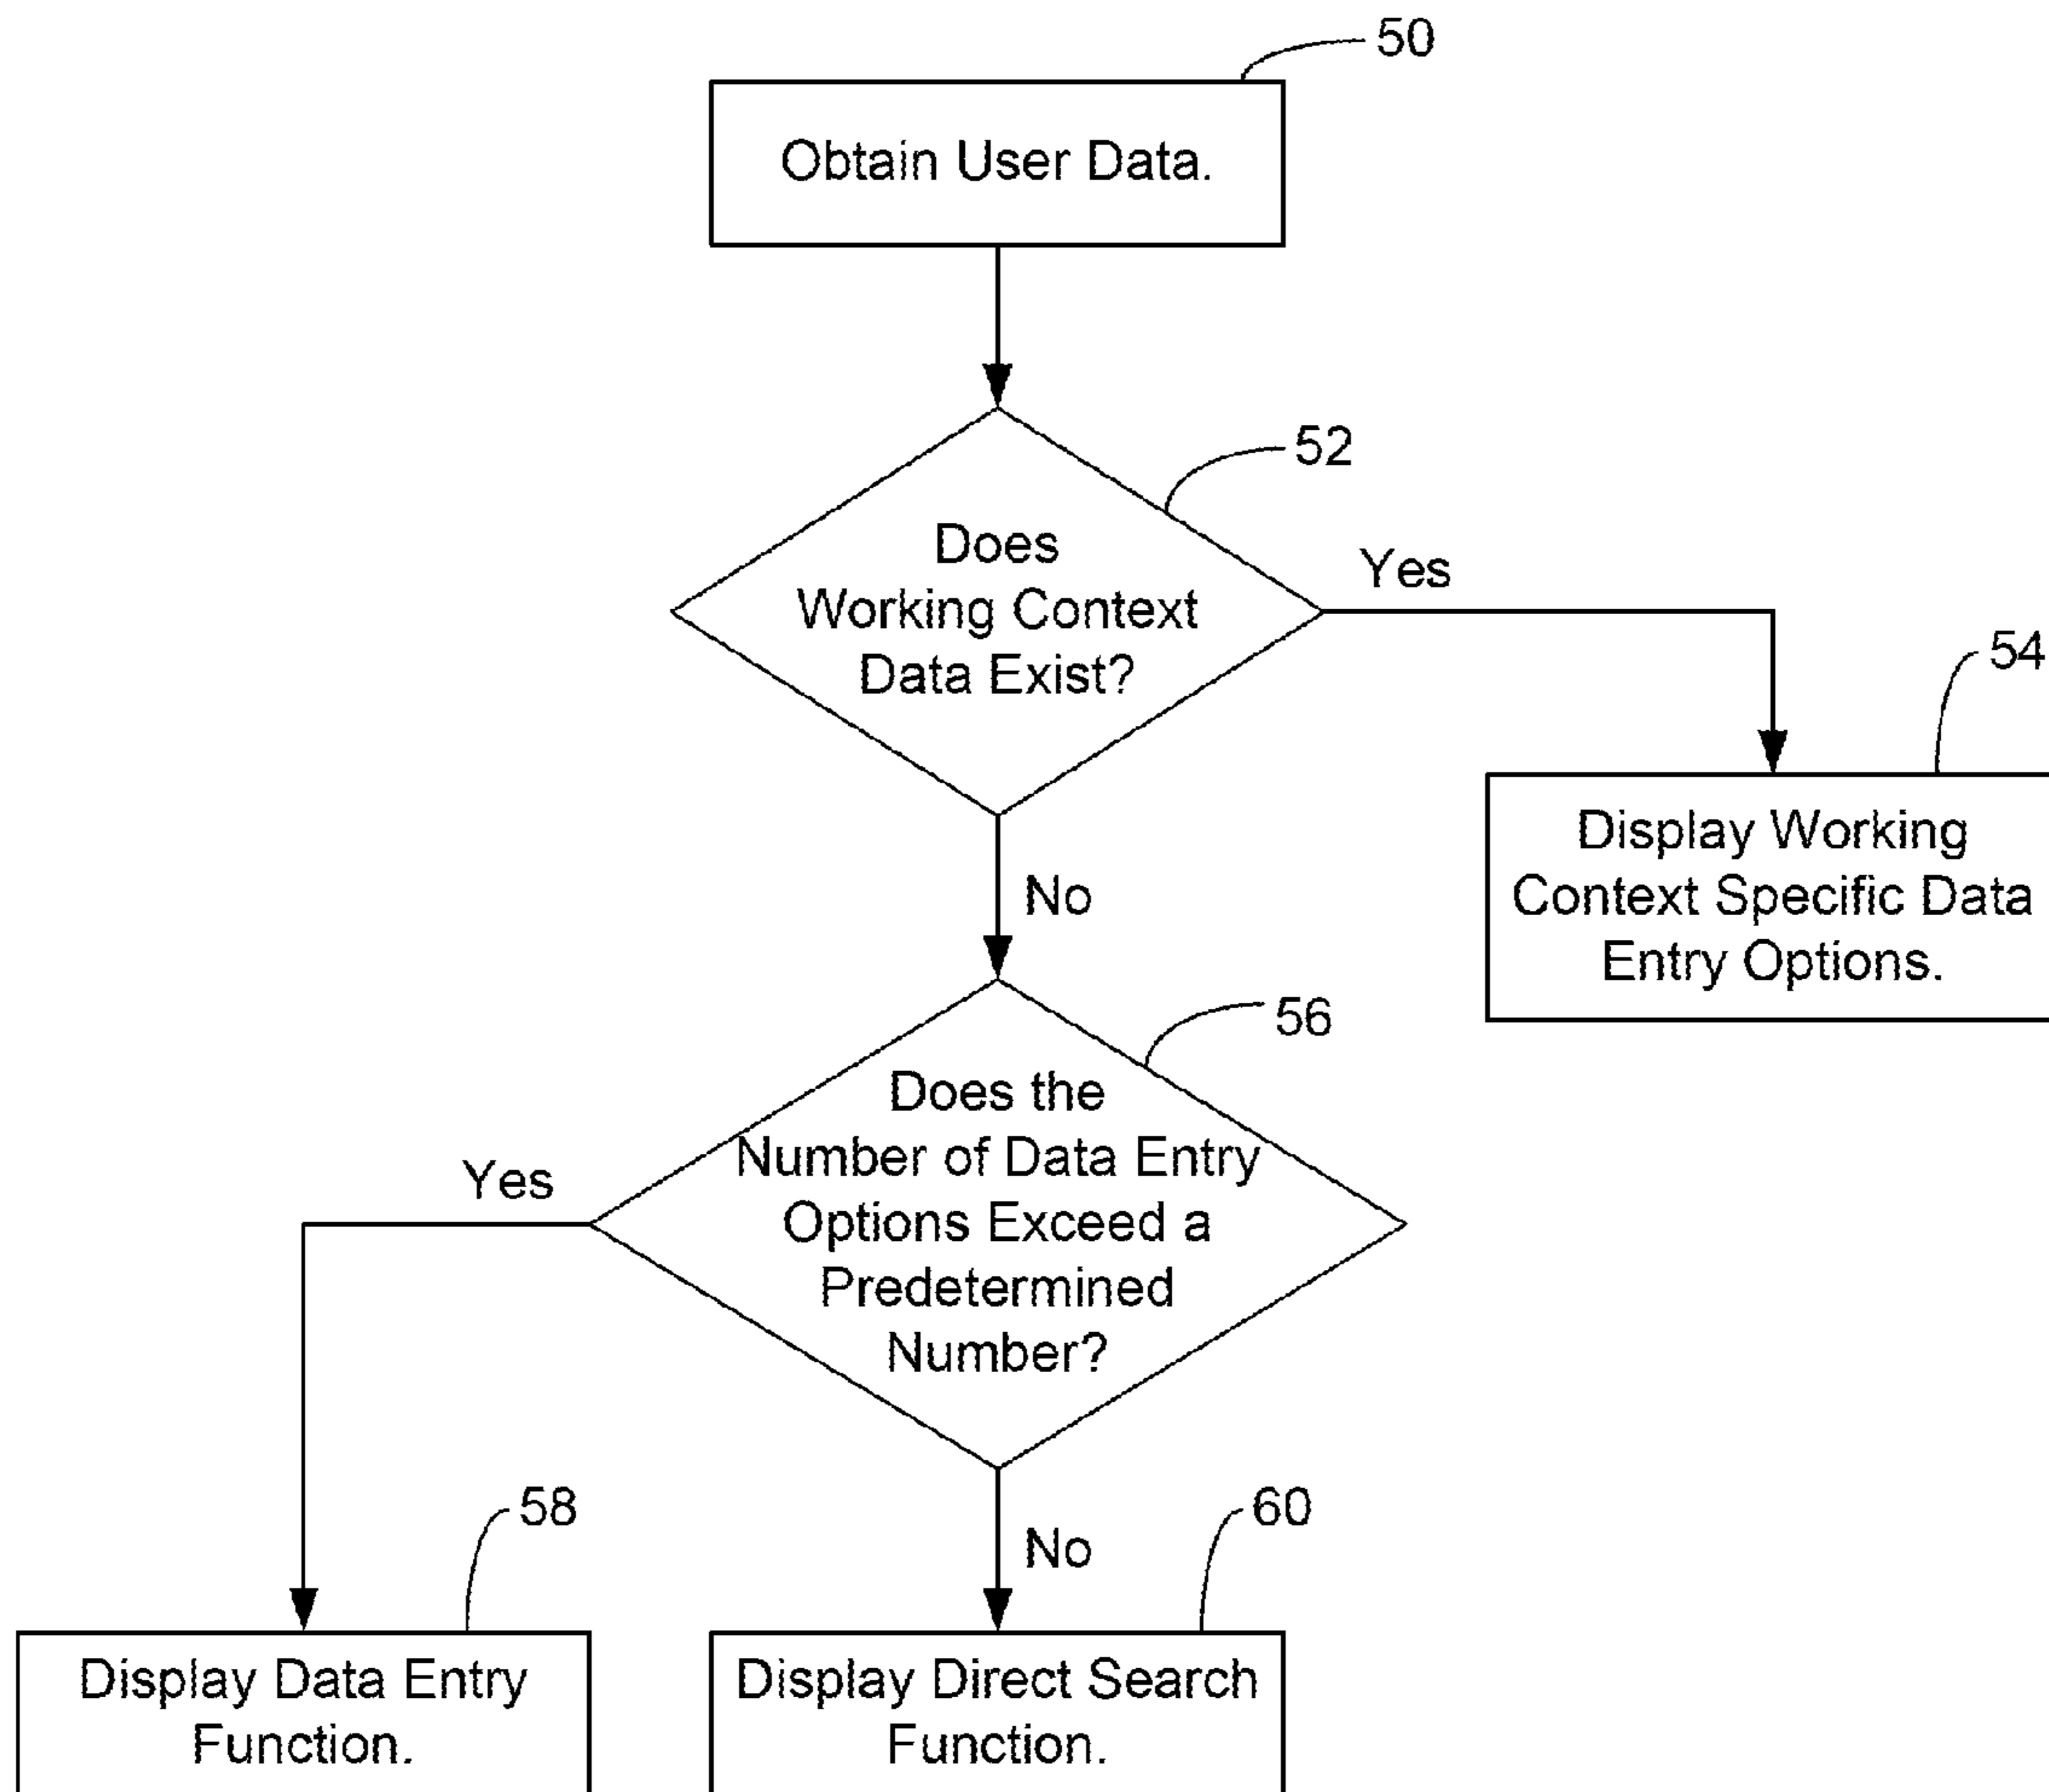 50
Obtain User Data.
52
Does
Working Context
Data Exist?
Yes
54
Display Working
Context Specific Data
Entry Options.
No
56
Does the
Number of Data Entry
Options Exceed a
Predetermined
Number?
Yes
58
Display Data Entry
Function.
No
60
Display Direct Search
Function.